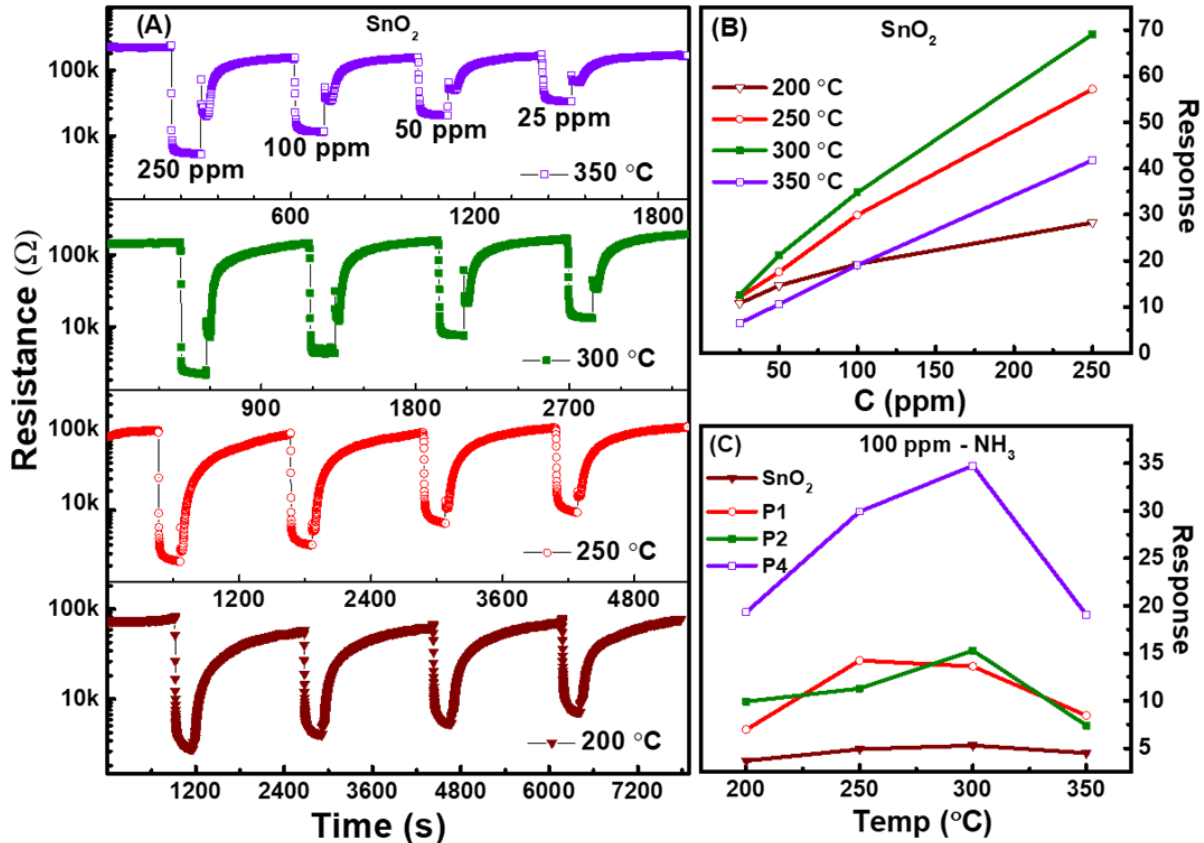 (A) SnO2
100k
10k
250 ppm
100 ppm
50 ppm
25 ppm
350 °C
600 1200 1800
100k
10k
300 °C
900 1800 2700
100k
10k
250 °C
1200 2400 3600 4800
100k
10k
200 °C
1200 2400 3600 4800 6000 7200
Resistance (Ω)
Time (s)
(B) SnO2
200 °C
250 °C
300 °C
350 °C
70
60
50
40
30
20
10
0
50 100 150 200 250
C (ppm)
Response
(C) 100 ppm - NH3
SnO2
P1
P2
P4
35
30
25
20
15
10
5
200 250 300 350
Temp (°C)
Response